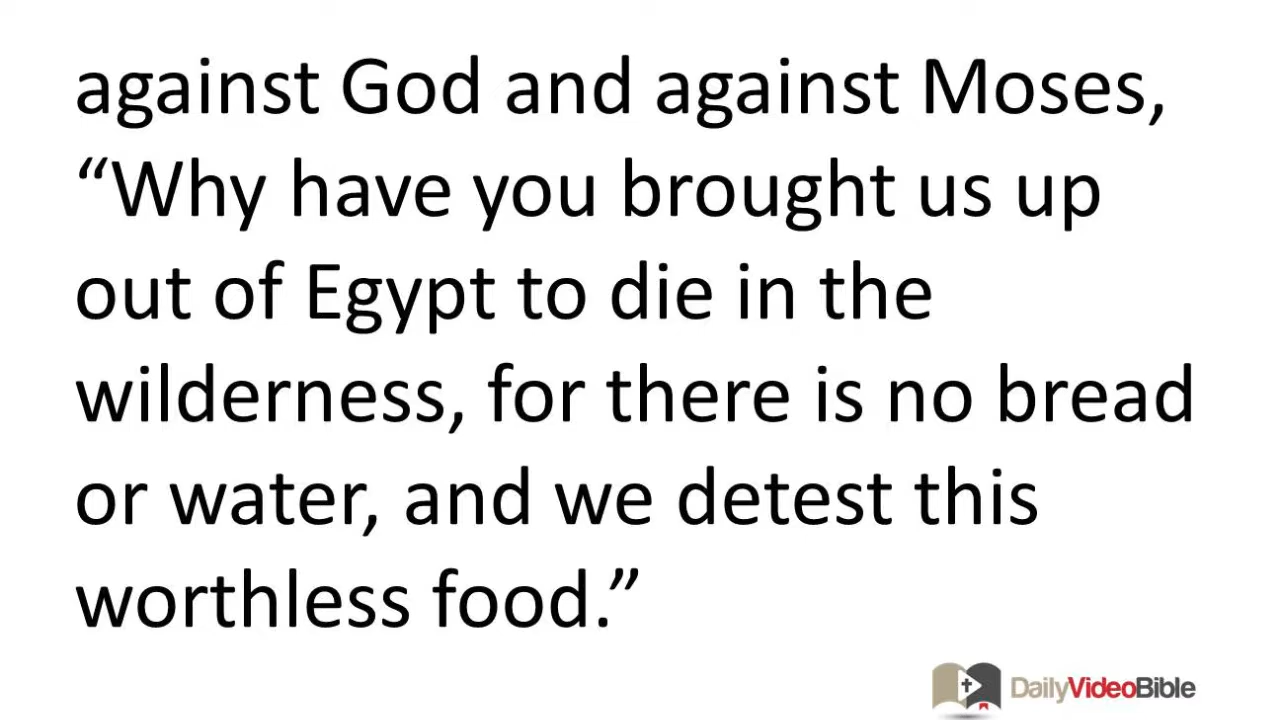 against God and against Moses,
“Why have you brought us up
out of Egypt to die in the
wilderness, for there is no bread
or water, and we detest this
worthless food.”
DailyVideoBible